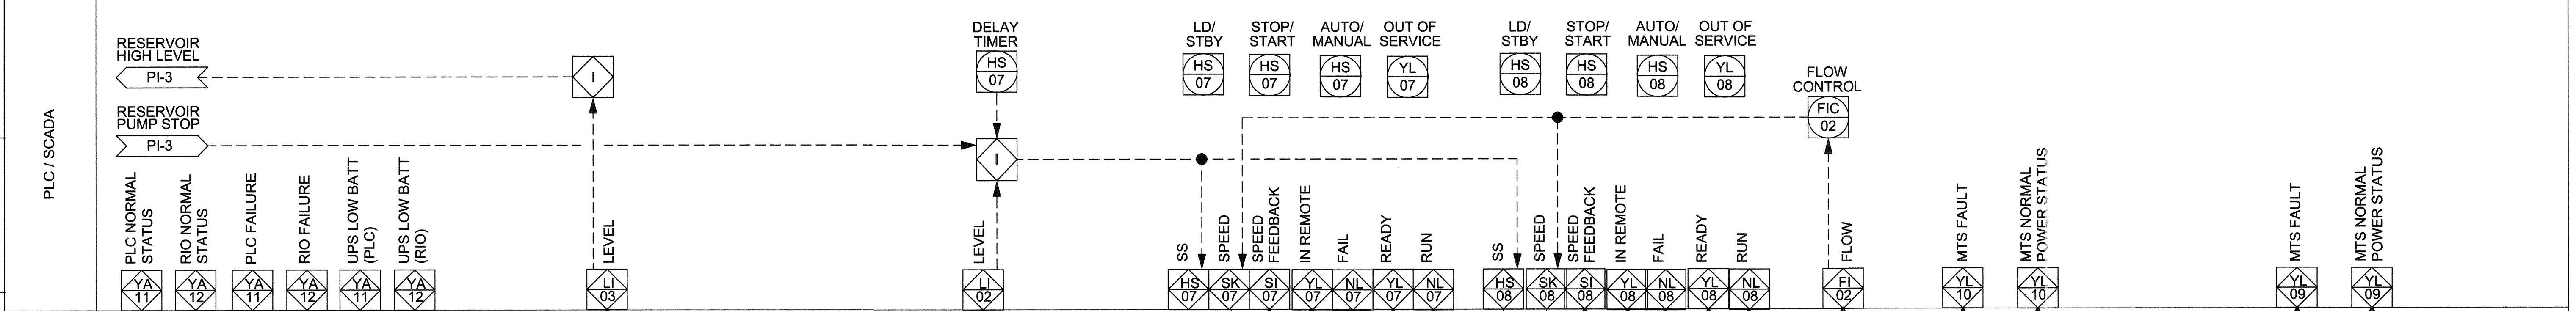 PLC / SCADA
RESERVOIR
HIGH LEVEL
PI-3
RESERVOIR
PUMP STOP
PI-3
I
DELAY
TIMER
HS
07
I
LD/
STBY
HS
07
STOP/
START
HS
07
AUTO/
MANUAL
HS
07
OUT OF
SERVICE
YL
07
LD/
STBY
HS
08
STOP/
START
HS
08
AUTO/
MANUAL
HS
08
OUT OF
SERVICE
YL
08
FLOW
CONTROL
FIC
02
PLC NORMAL
STATUS
YA
11
RIO NORMAL
STATUS
YA
12
PLC FAILURE
YA
11
RIO FAILURE
YA
12
UPS LOW BATT
(PLC)
YA
11
UPS LOW BATT
(RIO)
YA
12
LEVEL
LI
03
LEVEL
LI
02
SS
HS
07
SPEED
SK
07
SPEED
FEEDBACK
SI
07
IN REMOTE
YL
07
FAIL
NL
07
READY
YL
07
RUN
NL
07
SS
HS
08
SPEED
SK
08
SPEED
FEEDBACK
SI
08
IN REMOTE
YL
08
FAIL
NL
08
READY
YL
08
RUN
NL
08
FLOW
FI
02
MTS FAULT
YL
10
MTS NORMAL
POWER STATUS
YL
10
MTS FAULT
YL
09
MTS NORMAL
POWER STATUS
YL
09